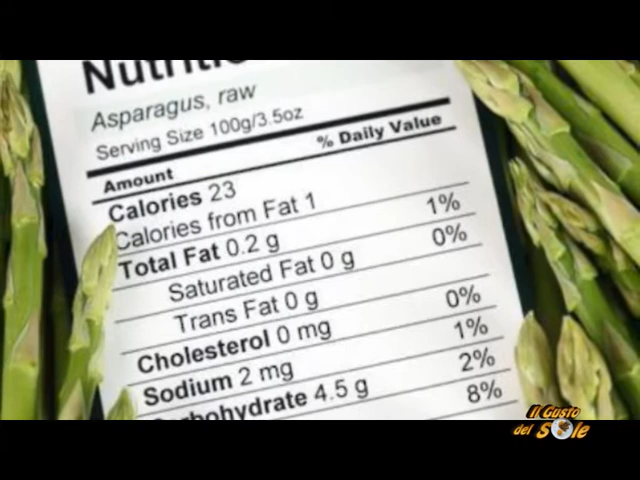 Nutritio
Asparagus, raw
Serving Size 100g/3.5oz
% Daily Value
Amount
Calories 23
Calories from Fat 1
Total Fat 0.2 g 1%
Saturated Fat 0 g 0%
Trans Fat 0 g
Cholesterol 0 mg 0%
Sodium 2 mg 1%
Carbohydrate 4.5 g 2%
8%
Il Gusto
del Sole